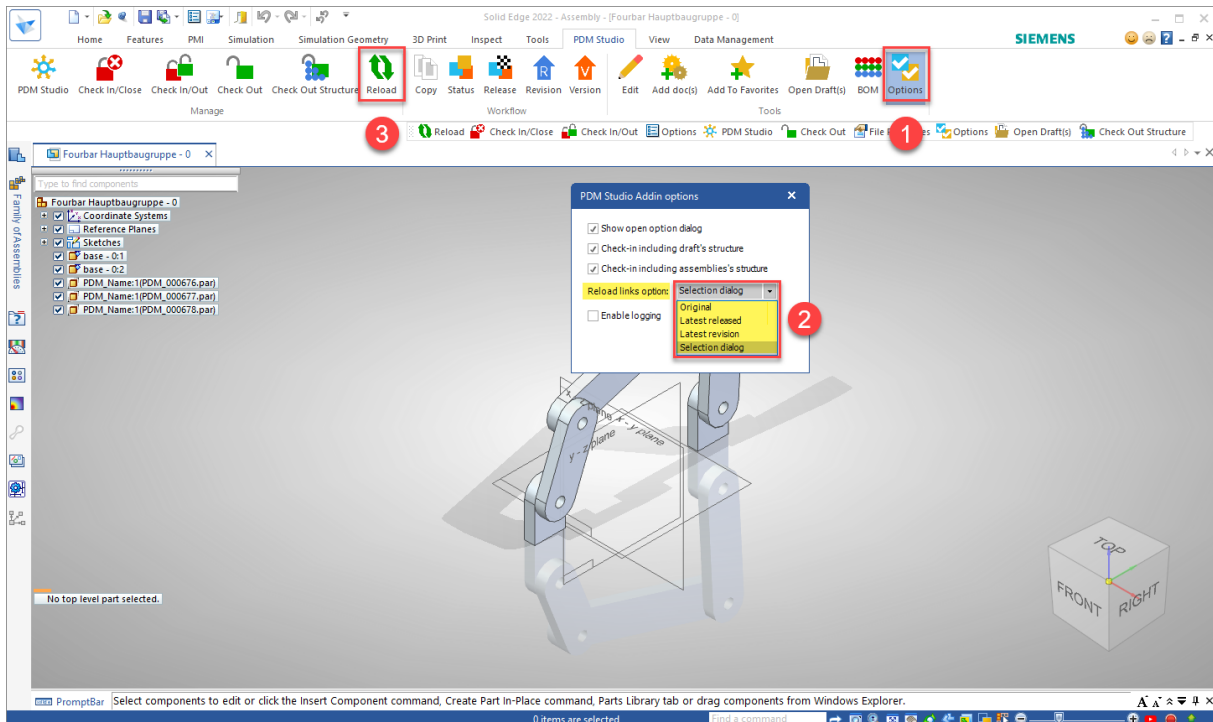 Solid Edge 2022 - Assembly - [Fourbar Hauptbaugruppe - 0]
Home Features PMI Simulation Simulation Geometry 3D Print Inspect Tools PDM Studio View Data Management SIEMENS
PDM Studio Check In/Close Check In/Out Check Out Check Out Structure Reload Copy Status Release Revision Version Edit Add doc(s) Add To Favorites Open Draft(s) BOM Options
Manage Workflow Tools
3 1
Reload Check In/Close Check In/Out Options PDM Studio Check Out File Options Open Draft(s) Check Out Structure
Fourbar Hauptbaugruppe - 0
Type to find components
Family of Assemblies
Fourbar Hauptbaugruppe - 0
Coordinate Systems
Reference Planes
Sketches
base - 0:1
base - 0:2
PDM_Name:1(PDM_000676.par)
PDM_Name:1(PDM_000677.par)
PDM_Name:1(PDM_000678.par)
PDM Studio Addin options
Show open option dialog
Check-in including draft's structure
Check-in including assemblies's stucture
Reload links option: Selection dialog
Original
Latest released
Latest revision
Selection dialog
Enable logging
2
plane
x - y plane
y - z plane
TOP
FRONT
RIGHT
No top level part selected.
PromptBar Select components to edit or click the Insert Component command, Create Part In-Place command, Parts Library tab or drag components from Windows Explorer.
0 items are selected Find a command